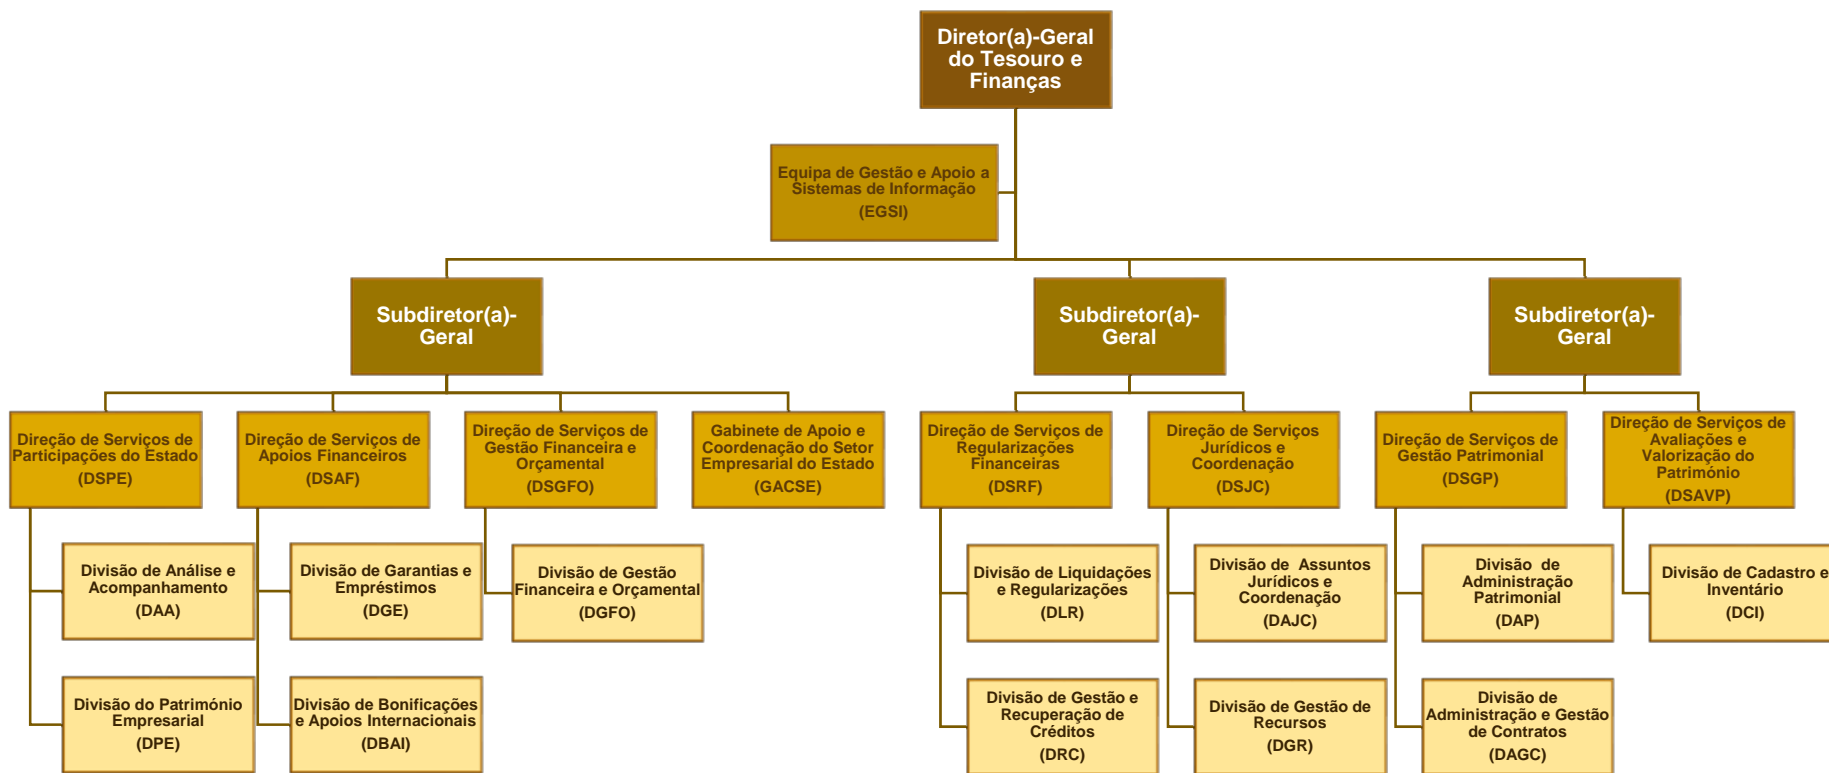 Diretor(a)-Geral
do Tesouro e
Finanças
Equipa de Gestão e Apoio a
Sistemas de Informação
(EGSI)
Subdiretor(a)-
Geral
Subdiretor(a)-
Geral
Subdiretor(a)-
Geral
Direção de Serviços de
Participações do Estado
(DSPE)
Direção de Serviços de
Apoios Financeiros
(DSAF)
Direção de Serviços de
Gestão Financeira e
Orçamental
(DSGFO)
Gabinete de Apoio e
Coordenação do Setor
Empresarial do Estado
(GACSE)
Direção de Serviços de
Regularizações
Financeiras
(DSRF)
Direção de Serviços
Jurídicos e
Coordenação
(DSJC)
Direção de Serviços de
Gestão Patrimonial
(DSGP)
Direção de Serviços de
Avaliações e
Valorização do
Património
(DSAVP)
Divisão de Análise e
Acompanhamento
(DAA)
Divisão de Garantias e
Empréstimos
(DGE)
Divisão de Gestão
Financeira e Orçamental
(DGFO)
Divisão de Liquidações
e Regularizações
(DLR)
Divisão de Assuntos
Jurídicos e
Coordenação
(DAJC)
Divisão de
Administração
Patrimonial
(DAP)
Divisão de Cadastro e
Inventário
(DCI)
Divisão do Património
Empresarial
(DPE)
Divisão de Bonificações
e Apoios Internacionais
(DBAI)
Divisão de Gestão e
Recuperação de
Créditos
(DRC)
Divisão de Gestão de
Recursos
(DGR)
Divisão de
Administração e Gestão
de Contratos
(DAGC)